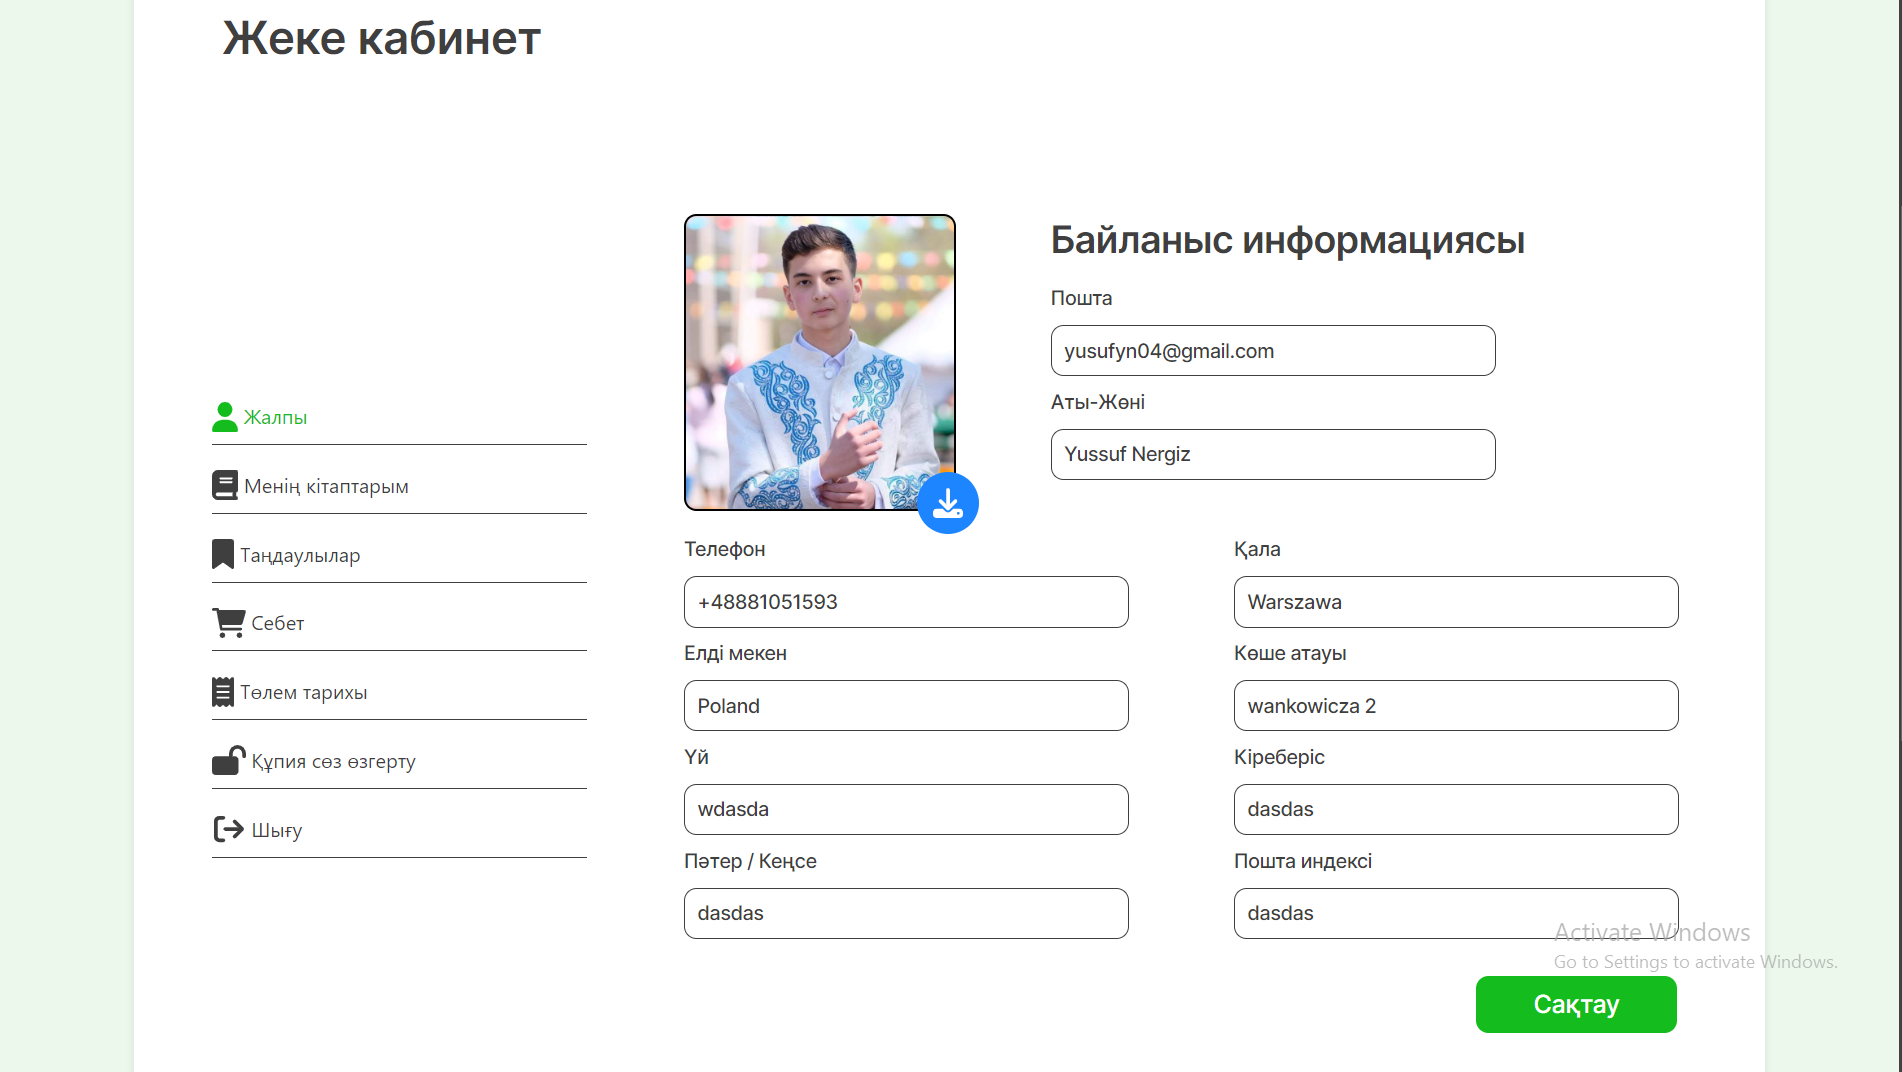 Жеке кабинет
Байланыс информациясы
Пошта
yusufyn04@gmail.com
Аты-Жөні
Yussuf Nergiz
Жалпы
Менің кітаптарым
Таңдаулылар
Себет
Төлем тарихы
Құпия сөз өзгерту
Шығу
Телефон
+48881051593
Қала
Warszawa
Елді мекен
Poland
Көше атауы
wankowicza 2
Үй
wdasda
Кіреберіс
dasdas
Пәтер / Кеңсе
dasdas
Пошта индексі
dasdas
Activate Windows
Go to Settings to activate Windows.
Сақтау